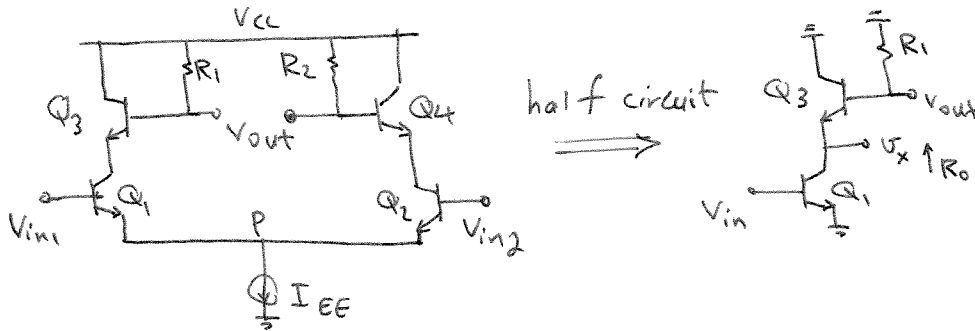 Vcc
R1
R2
Q3
Vout
Q4
Vin1
Q1
Q2
Vin2
P
IEE
half circuit
R1
Q3
Vout
vx
Ro
Vin
Q1